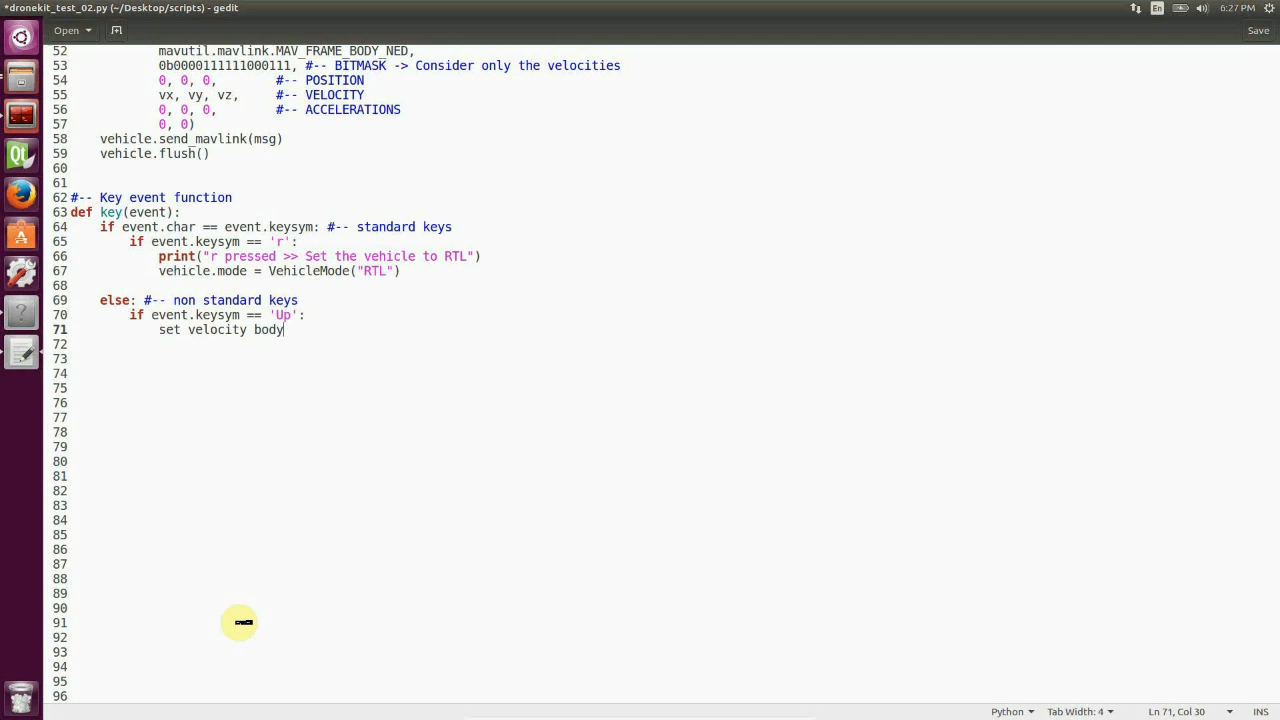 *dronekit_test_02.py (~/Desktop/scripts) - gedit
En
6:27 PM
Open
Save
52 mavutil.mavlink.MAV_FRAME_BODY_NED,
53 0b0000111111000111, #-- BITMASK -> Consider only the velocities
54 0, 0, 0, #-- POSITION
55 vx, vy, vz, #-- VELOCITY
56 0, 0, 0, #-- ACCELERATIONS
57 0, 0)
58 vehicle.send_mavlink(msg)
59 vehicle.flush()
60
61
62 #-- Key event function
63 def key(event):
64 if event.char == event.keysym: #-- standard keys
65 if event.keysym == 'r':
66 print("r pressed >> Set the vehicle to RTL")
67 vehicle.mode = VehicleMode("RTL")
68
69 else: #-- non standard keys
70 if event.keysym == 'Up':
71 set velocity body
72
73
74
75
76
77
78
79
80
81
82
83
84
85
86
87
88
89
90
91
92
93
94
95
96
Python
Tab Width: 4
Ln 71, Col 30
INS